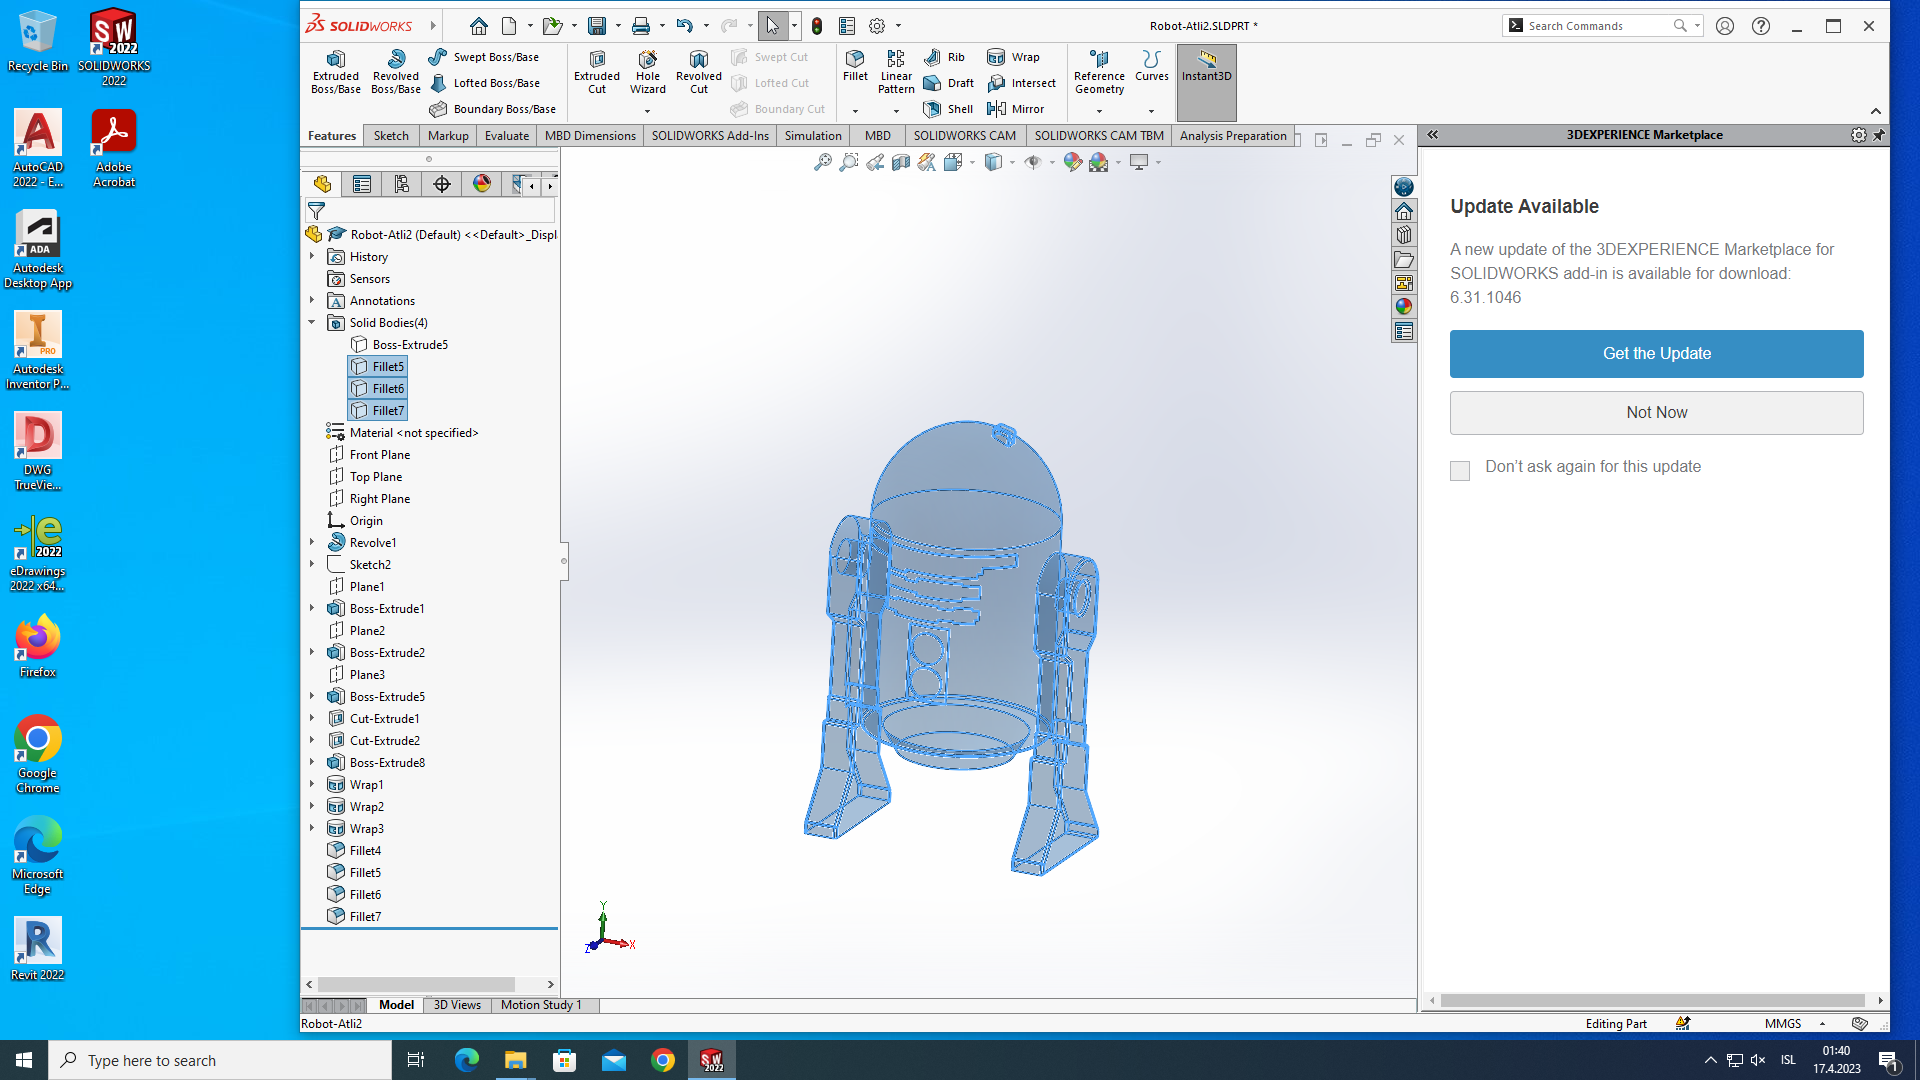 Recycle Bin
SOLIDWORKS
2022
AutoCAD
2022 - E...
Adobe
Acrobat
Autodesk
Desktop App
Autodesk
Inventor P...
DWG
TrueVie...
eDrawings
2022 x64...
Firefox
Google
Chrome
Microsoft
Edge
Revit 2022
SOLIDWORKS
Robot-Atli2.SLDPRT *
Search Commands
Extruded Boss/Base
Revolved Boss/Base
Swept Boss/Base
Lofted Boss/Base
Boundary Boss/Base
Extruded Cut
Hole Wizard
Revolved Cut
Swept Cut
Lofted Cut
Boundary Cut
Fillet
Linear Pattern
Rib
Draft
Shell
Wrap
Intersect
Mirror
Reference Geometry
Curves
Instant3D
Features Sketch Markup Evaluate MBD Dimensions SOLIDWORKS Add-Ins Simulation MBD SOLIDWORKS CAM SOLIDWORKS CAM TBM Analysis Preparation
Robot-Atli2 (Default) <<Default>_Displ
History
Sensors
Annotations
Solid Bodies(4)
Boss-Extrude5
Fillet5
Fillet6
Fillet7
Material <not specified>
Front Plane
Top Plane
Right Plane
Origin
Revolve1
Sketch2
Plane1
Boss-Extrude1
Plane2
Boss-Extrude2
Plane3
Boss-Extrude5
Cut-Extrude1
Cut-Extrude2
Boss-Extrude8
Wrap1
Wrap2
Wrap3
Fillet4
Fillet5
Fillet6
Fillet7
Y
X
Z
Model 3D Views Motion Study 1
Robot-Atli2
Editing Part
MMGS
3DEXPERIENCE Marketplace
Update Available
A new update of the 3DEXPERIENCE Marketplace for
SOLIDWORKS add-in is available for download:
6.31.1046
Get the Update
Not Now
Don't ask again for this update
Type here to search
ISL
01:40
17.4.2023
1